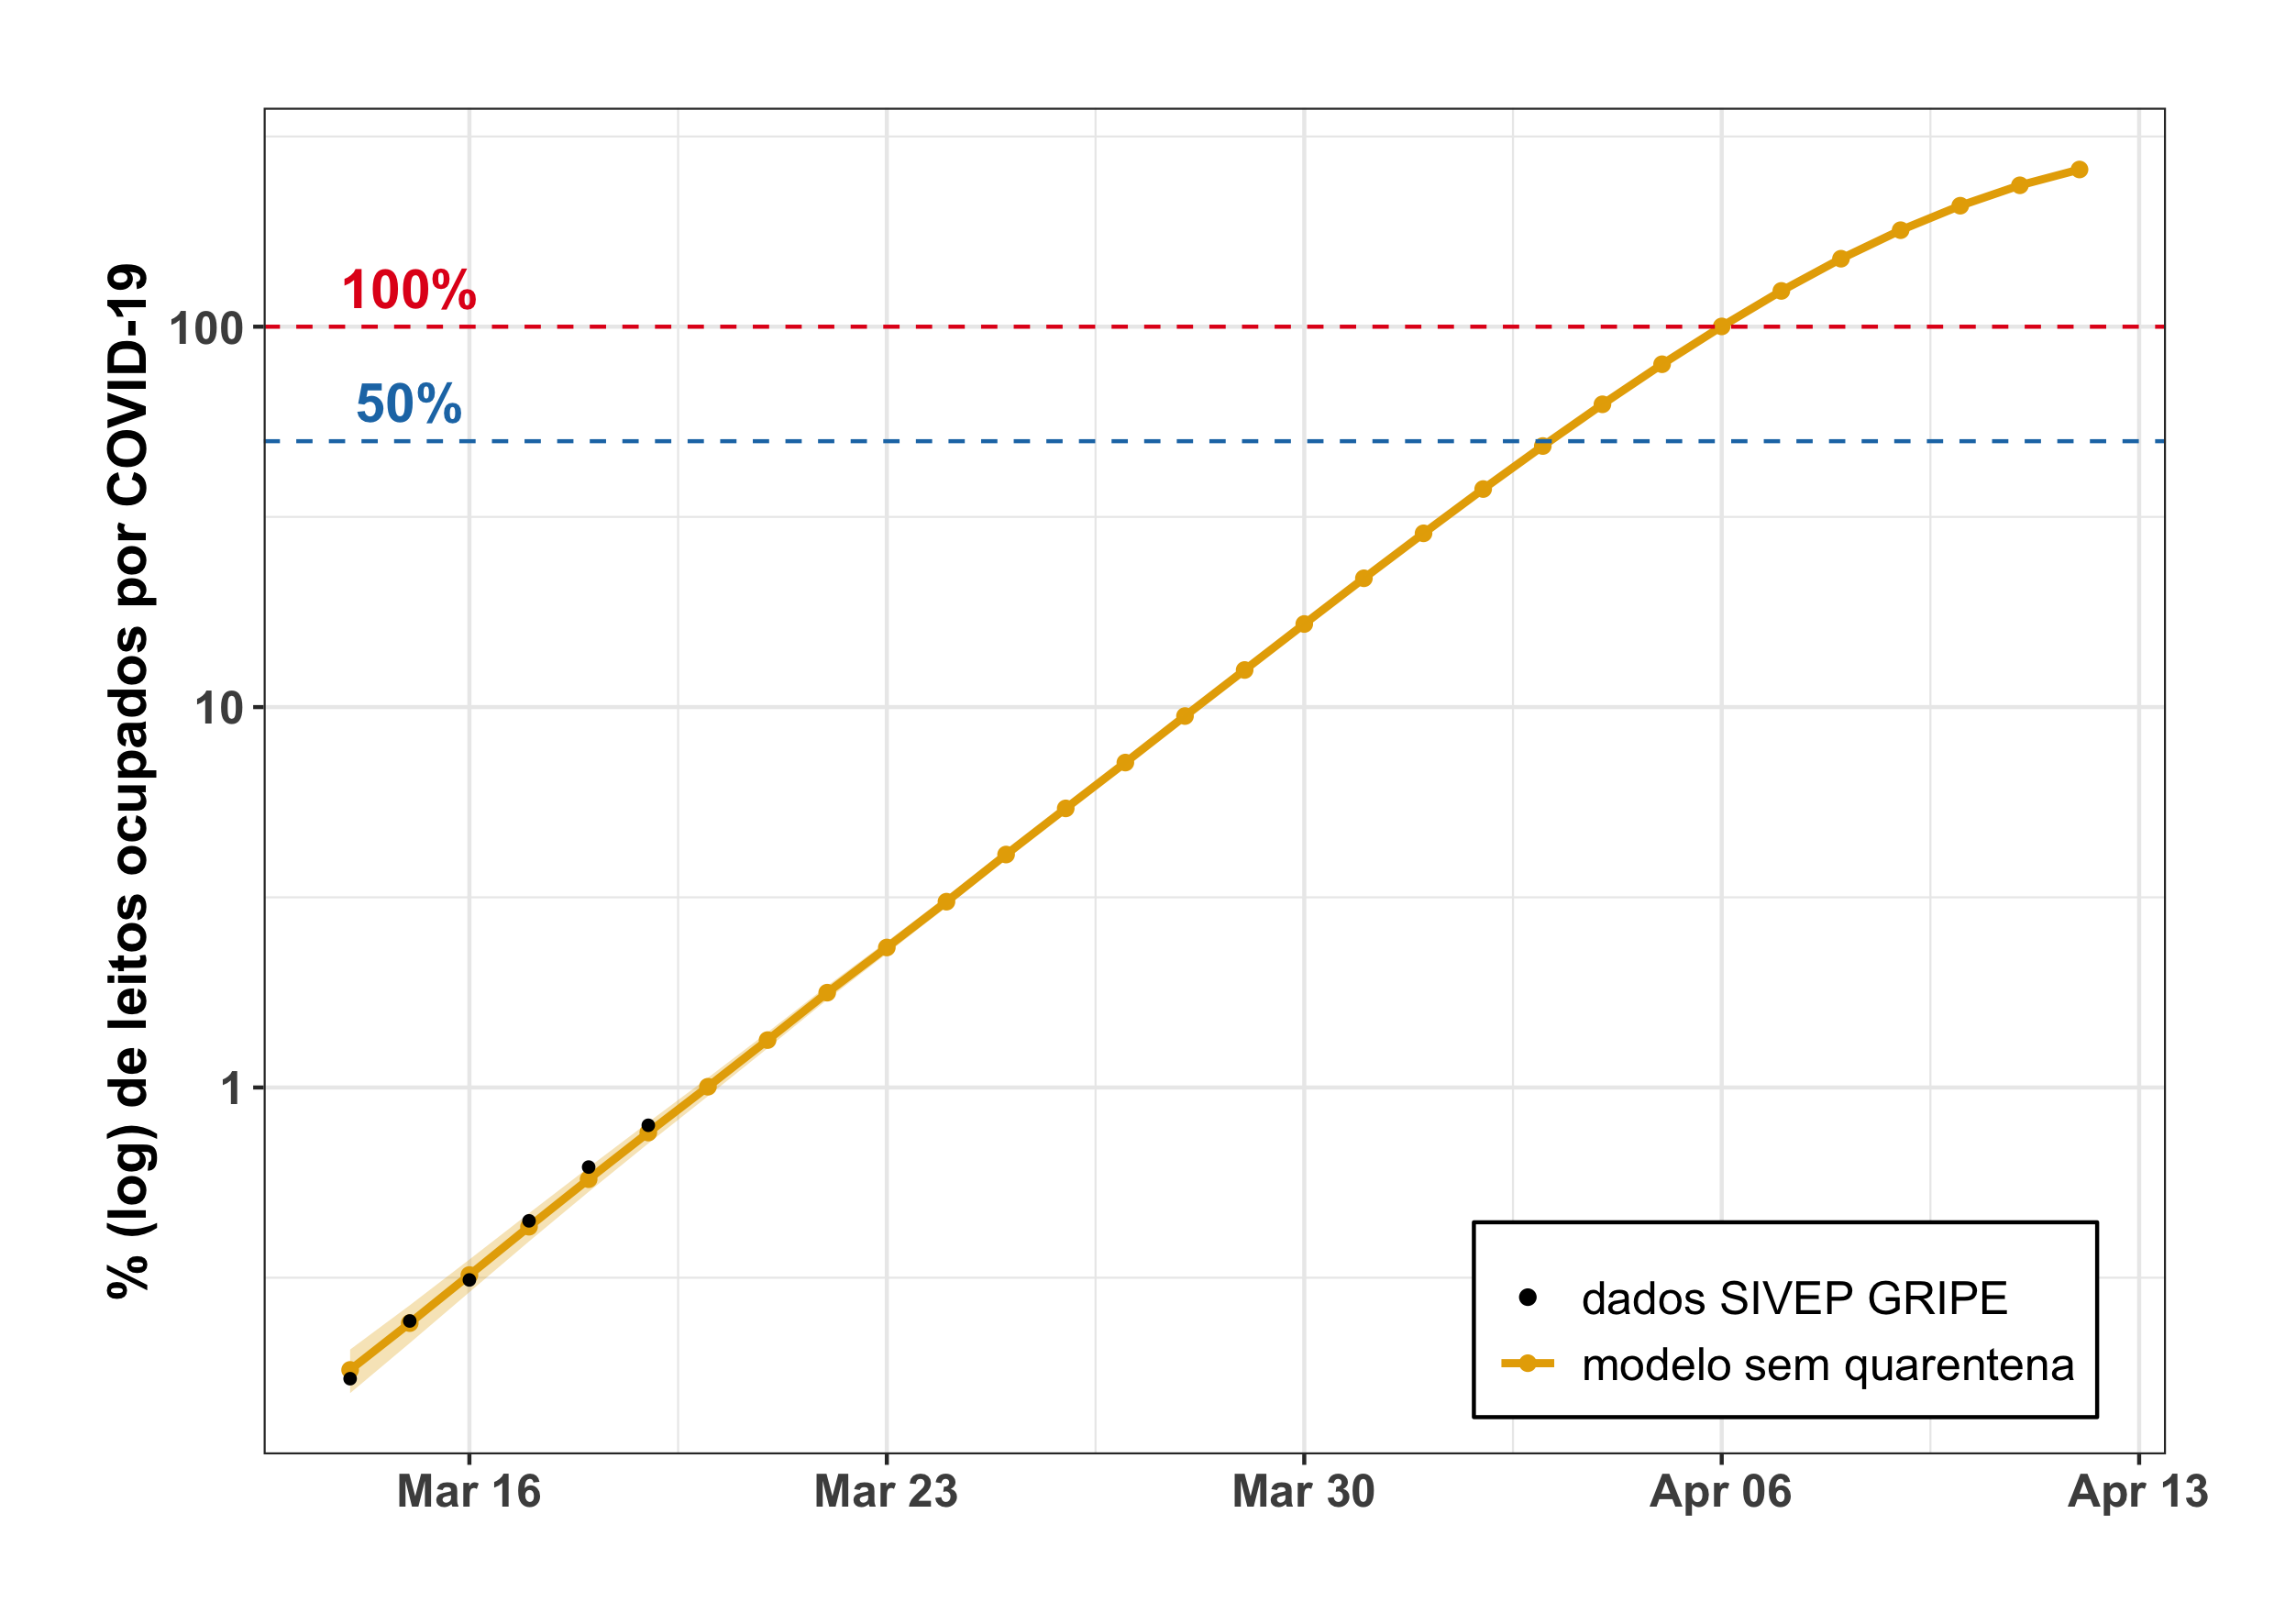 % (log) de leitos ocupados por COVID-19
100
10
1
100%
50%
dados SIVEP GRIPE
modelo sem quarentena
Mar 16
Mar 23
Mar 30
Apr 06
Apr 13